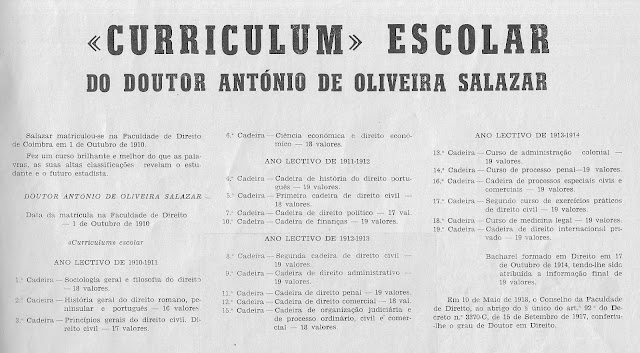 «CURRICULUM» ESCOLAR
DO DOUTOR ANTÓNIO DE OLIVEIRA SALAZAR
Salazar matriculou-se na Faculdade de Direito
de Coimbra em 1 de Outubro de 1910.
Fez um curso brilhante e melhor do que as pala-
vras, as suas altas classificações revelam o estu-
dante e o futuro estadista.
DOUTOR ANTONIO DE OLIVEIRA SALAZAR
Data da matrícula na Faculdade de Direito
— 1 de Outubro de 1910
«Curriculum» escolar
ANO LECTIVO DE 1910-1911
1.ª Cadeira — Sociologia geral e filosofia do direito
— 18 valores.
2.ª Cadeira — História geral do direito romano, pe-
ninsular e português — 16 valores.
3.ª Cadeira — Princípios gerais do direito civil. Di-
reito civil — 17 valores.
6.ª Cadeira — Ciência económica e direito econó-
mico — 18 valores.
ANO LECTIVO DE 1911-1912
4.ª Cadeira — Cadeira de história do direito portu-
guês — 19 valores.
5.ª Cadeira — Primeira cadeira de direito civil —
18 valores.
7.ª Cadeira — Cadeira de direito político — 17 val.
10.ª Cadeira — Cadeira de finanças — 19 valores.
ANO LECTIVO DE 1912-1913
8.ª Cadeira — Segunda cadeira de direito civil —
19 valores.
9.ª Cadeira — Cadeira de direito administrativo —
19 valores.
11.ª Cadeira — Cadeira de direito penal — 19 valores.
12.ª Cadeira — Cadeira de direito comercial — 18 val.
15.ª Cadeira — Cadeira de organização judiciária e
de processo ordinário, civil e comer-
cial — 18 valores.
ANO LECTIVO DE 1913-1914
13.ª Cadeira — Curso de administração colonial —
19 valores.
14.ª Cadeira — Curso de processo penal—19 valores.
16.ª Cadeira — Cadeira de processos especiais civis e
comerciais — 19 valores.
17.ª Cadeira — Segundo curso de exercícios práticos
de direito civil — 19 valores.
18.ª Cadeira — Curso de medicina legal — 19 valores.
19.ª Cadeira — Cadeira de direito internacional pri-
vado — 19 valores.
Bacharel formado em Direito em 17
de Outubro de 1914, tendo-lhe sido
atribuída a informação final de
19 valores.
Em 10 de Maio de 1918, o Conselho da Faculdade
de Direito, ao abrigo do § único do art.º 92.º do De-
creto n.º 3370-C, de 15 de Setembro de 1917, confer-
tu-lhe o grau de Doutor em Direito.